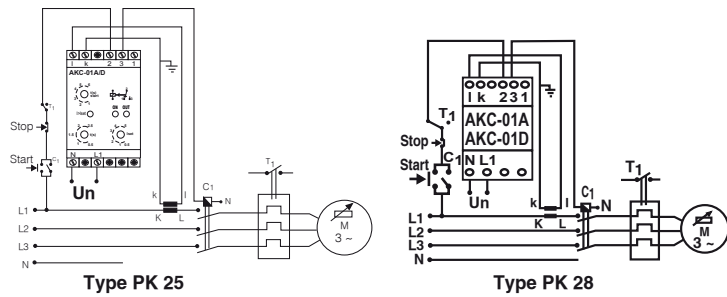 l k 2 3 1
AKC-01A/D
ON OUT
T1
Stop
Start
C1
N L1
Un
k l
K L
C1
N
T1
L1
L2
L3
N
M
3 ~
Type PK 25
l k 2 3 1
AKC-01A
AKC-01D
T1
Stop
Start
C1
N L1
Un
k l
K L
C1
N
T1
L1
L2
L3
N
M
3 ~
Type PK 28